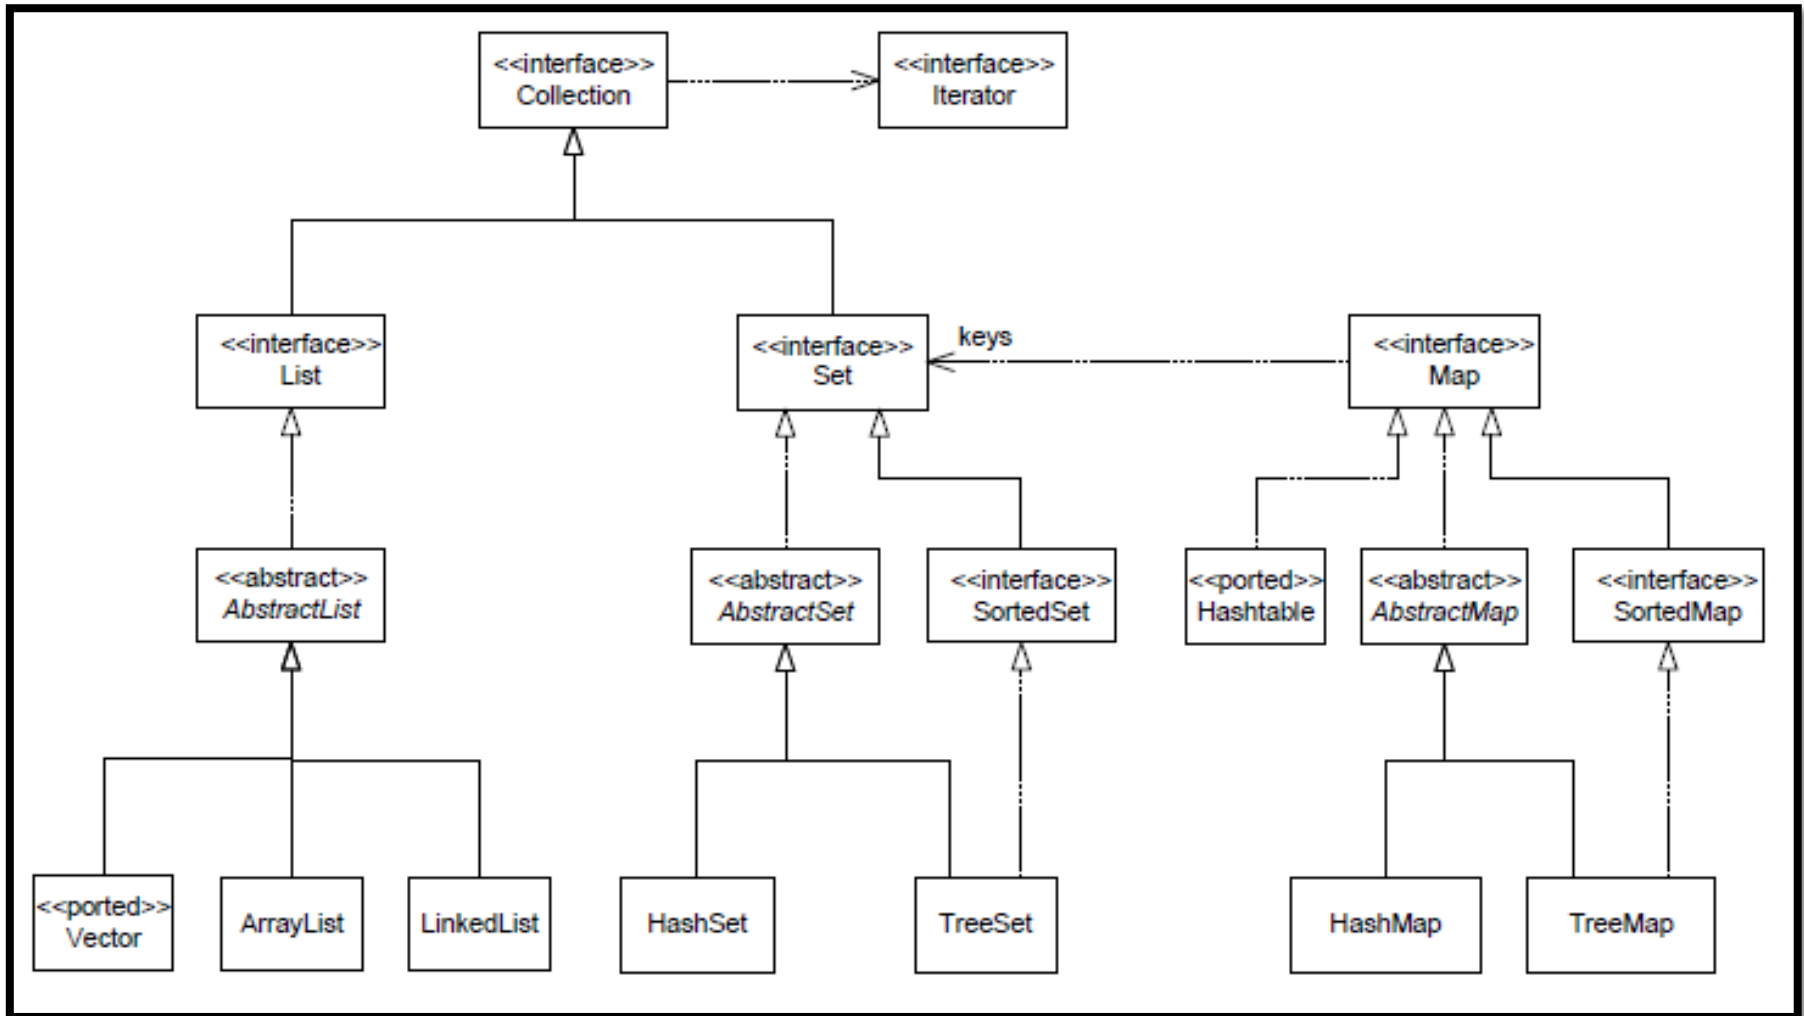 <<interface>>
Collection
<<interface>>
Iterator
<<interface>>
List
<<interface>>
Set
keys
<<interface>>
Map
<<abstract>>
AbstractList
<<abstract>>
AbstractSet
<<interface>>
SortedSet
<<ported>>
Hashtable
<<abstract>>
AbstractMap
<<interface>>
SortedMap
<<ported>>
Vector
ArrayList
LinkedList
HashSet
TreeSet
HashMap
TreeMap